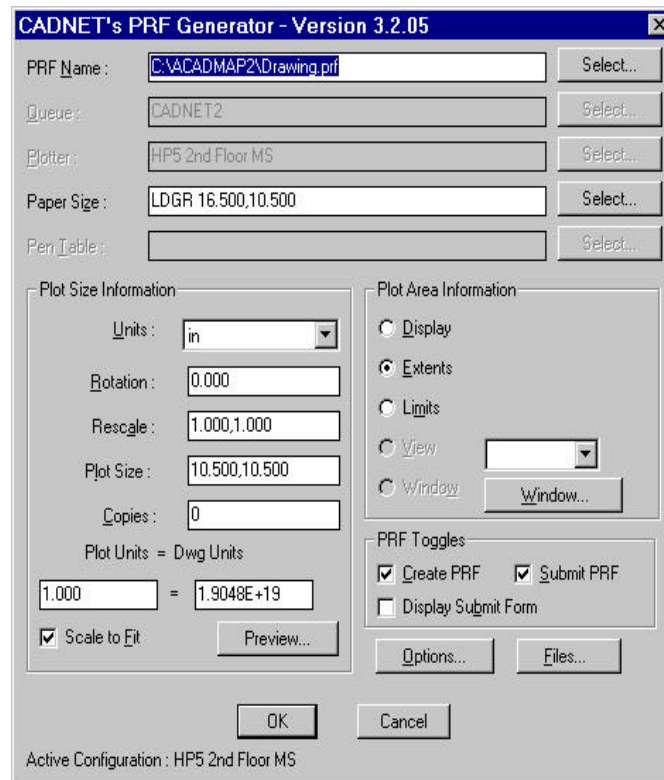 CADNET's PRF Generator - Version 3.2.05
PRF Name : C:\ACADMAP2\Drawing.prf Select...
Queue : CADNET2 Select...
Plotter : HP5 2nd Floor MS Select...
Paper Size : LDGR 16.500,10.500 Select...
Pen Table : Select...
Plot Size Information
Units : in
Rotation : 0.000
Rescale : 1.000,1.000
Plot Size : 10.500,10.500
Copies : 0
Plot Units = Dwg Units
1.000 = 1.9048E+19
Scale to Fit Preview...
Plot Area Information
Display
Extents
Limits
View
Window Window...
PRF Toggles
Create PRF Submit PRF
Display Submit Form
Options... Files...
OK Cancel
Active Configuration : HP5 2nd Floor MS